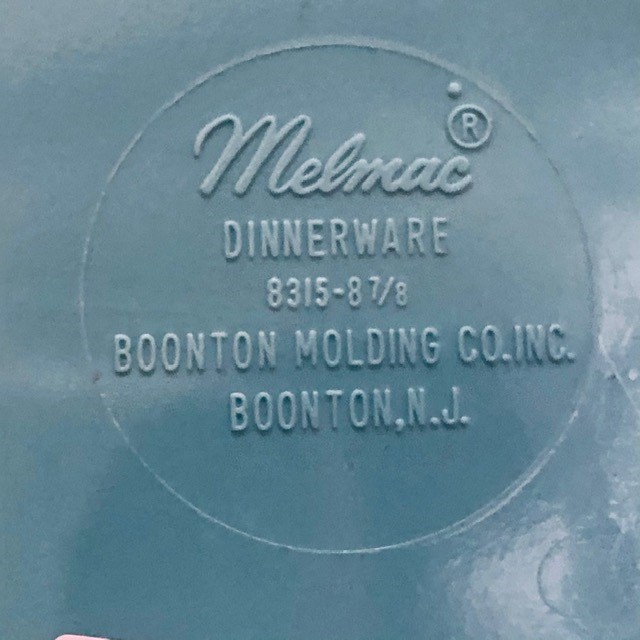 Melmac ®
DINNERWARE
8315-8 7/8
BOONTON MOLDING CO.INC.
BOONTON,N.J.